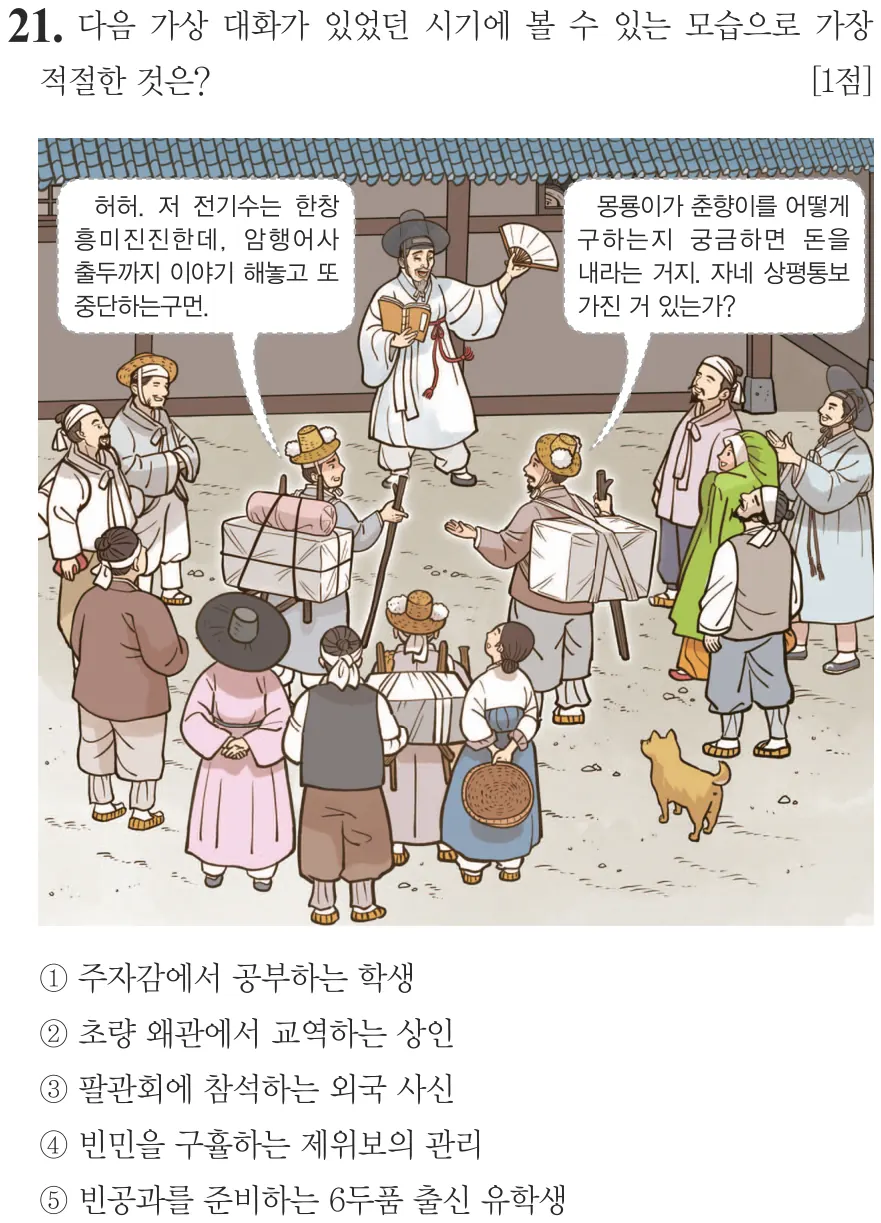 21. 다음 가상 대화가 있었던 시기에 볼 수 있는 모습으로 가장
적절한 것은? [1점]
허허. 저 전기수는 한창
흥미진진한데, 암행어사
출두까지 이야기 해놓고 또
중단하는구먼.
몽룡이가 춘향이를 어떻게
구하는지 궁금하면 돈을
내라는 거지. 자네 상평통보
가진 거 있는가?
① 주자감에서 공부하는 학생
② 초량 왜관에서 교역하는 상인
③ 팔관회에 참석하는 외국 사신
④ 빈민을 구휼하는 제위보의 관리
⑤ 빈공과를 준비하는 6두품 출신 유학생